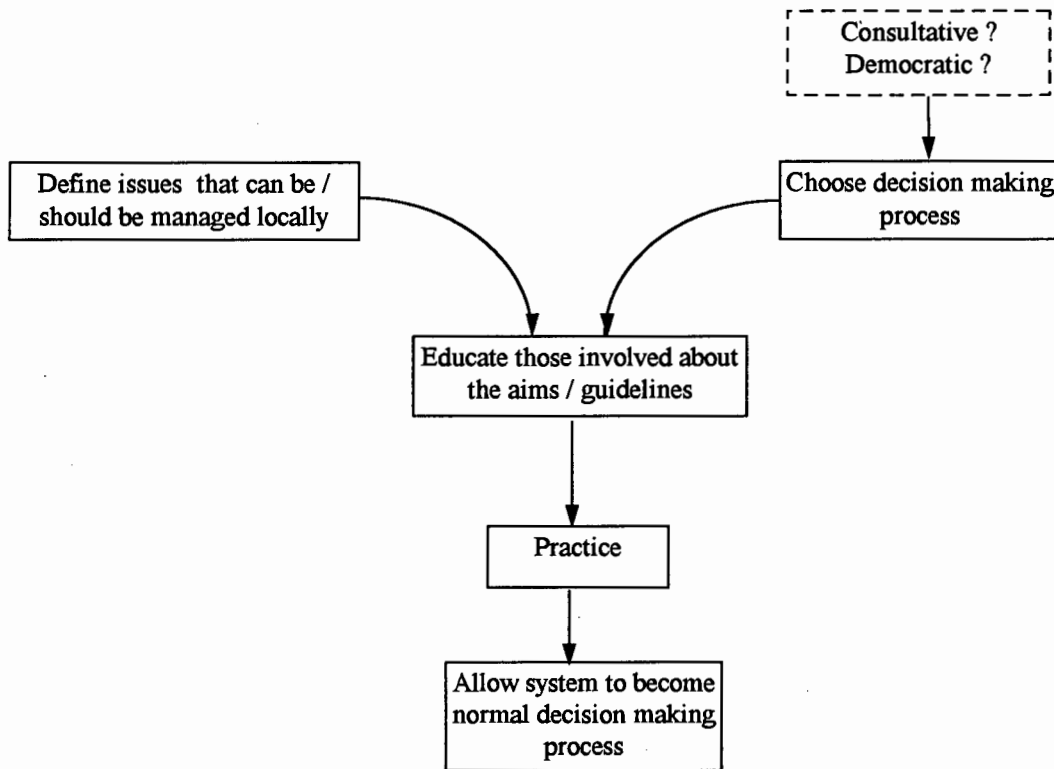 Consultative ?
Democratic ?
Define issues that can be /
should be managed locally
Choose decision making
process
Educate those involved about
the aims / guidelines
Practice
Allow system to become
normal decision making
process